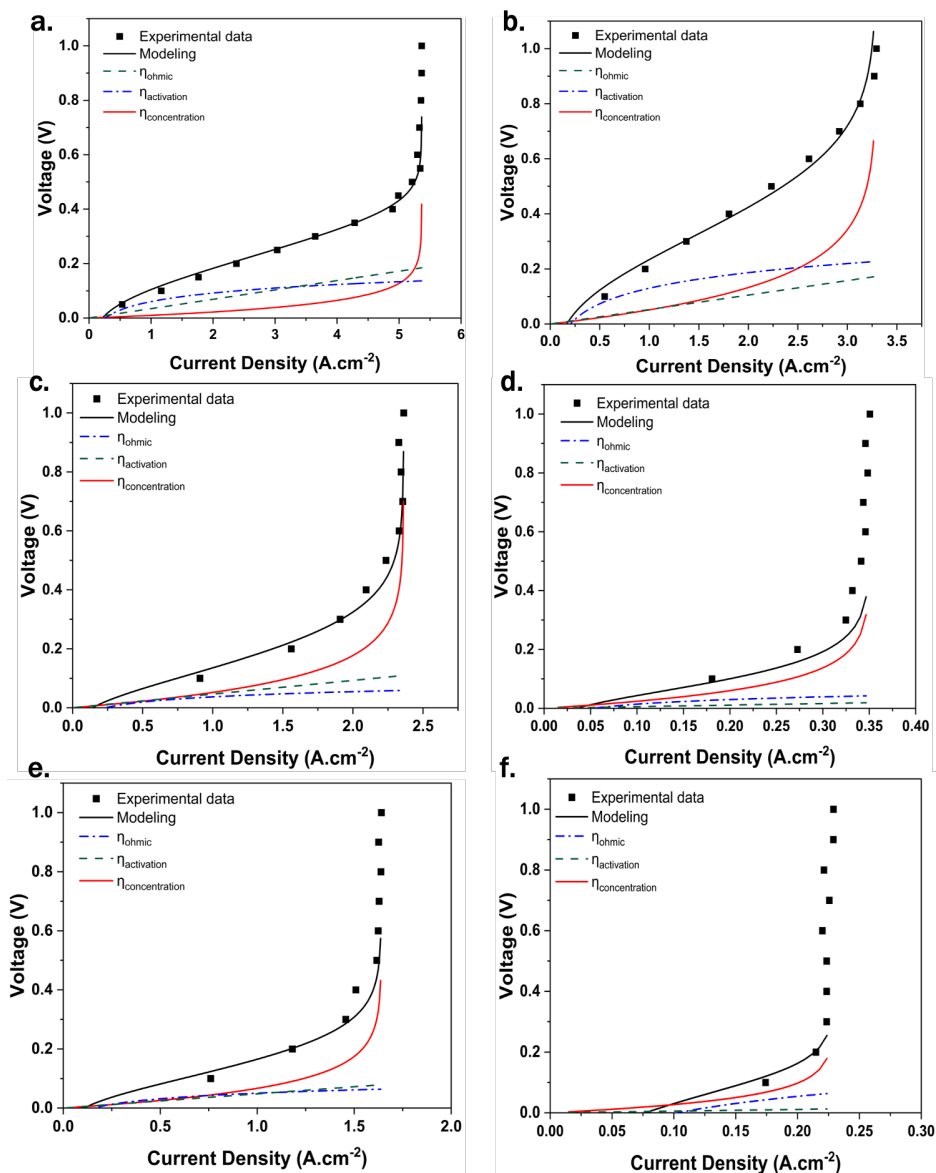 a.
Experimental data
Modeling
ηohmic
ηactivation
ηconcentration
Voltage (V)
1.0
0.8
0.6
0.4
0.2
0.0
0 1 2 3 4 5 6
Current Density (A.cm-2)
b.
Experimental data
Modeling
ηohmic
ηactivation
ηconcentration
Voltage (V)
1.0
0.8
0.6
0.4
0.2
0.0
0.0 0.5 1.0 1.5 2.0 2.5 3.0 3.5
Current Density (A.cm-2)
c.
Experimental data
Modeling
ηohmic
ηactivation
ηconcentration
Voltage (V)
1.0
0.8
0.6
0.4
0.2
0.0
0.0 0.5 1.0 1.5 2.0 2.5
Current Density (A.cm-2)
d.
Experimental data
Modeling
ηohmic
ηactivation
ηconcentration
Voltage (V)
1.0
0.8
0.6
0.4
0.2
0.0
0.00 0.05 0.10 0.15 0.20 0.25 0.30 0.35 0.40
Current Density (A.cm-2)
e.
Experimental data
Modeling
ηohmic
ηactivation
ηconcentration
Voltage (V)
1.0
0.8
0.6
0.4
0.2
0.0
0.0 0.5 1.0 1.5 2.0
Current Density (A.cm-2)
f.
Experimental data
Modeling
ηohmic
ηactivation
ηconcentration
Voltage (V)
1.0
0.8
0.6
0.4
0.2
0.0
0.00 0.05 0.10 0.15 0.20 0.25 0.30
Current Density (A.cm-2)